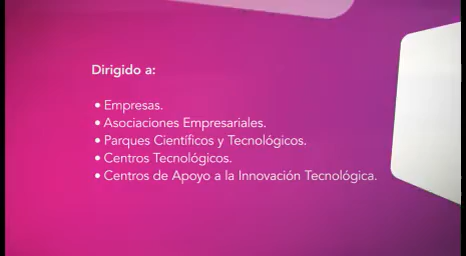 Dirigido a:
• Empresas.
• Asociaciones Empresariales.
• Parques Científicos y Tecnológicos.
• Centros Tecnológicos.
• Centros de Apoyo a la Innovación Tecnológica.